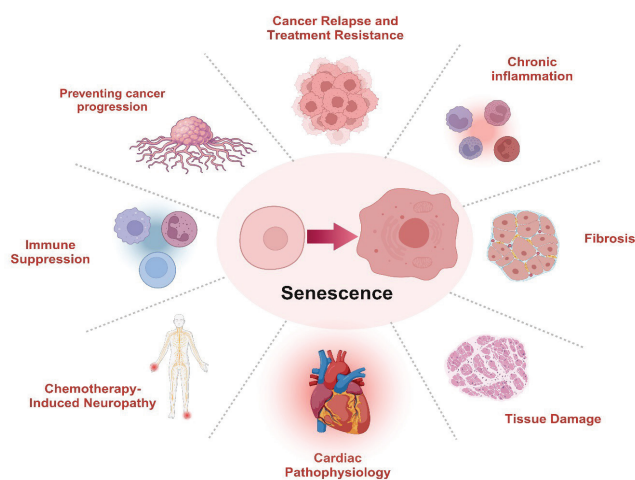 Cancer Relapse and
Treatment Resistance
Chronic
inflammation
Preventing cancer
progression
Immune
Suppression
Fibrosis
Senescence
Chemotherapy-
Induced Neuropathy
Tissue Damage
Cardiac
Pathophysiology